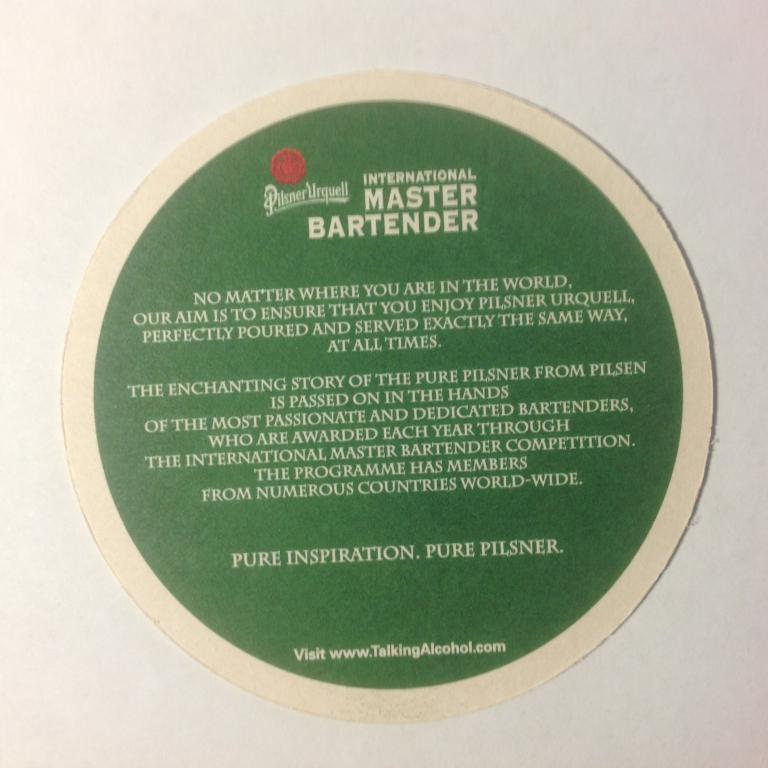 Pilsner Urquell
INTERNATIONAL
MASTER
BARTENDER
NO MATTER WHERE YOU ARE IN THE WORLD,
OUR AIM IS TO ENSURE THAT YOU ENJOY PILSNER URQUELL,
PERFECTLY POURED AND SERVED EXACTLY THE SAME WAY,
AT ALL TIMES.
THE ENCHANTING STORY OF THE PURE PILSNER FROM PILSEN
IS PASSED ON IN THE HANDS
OF THE MOST PASSIONATE AND DEDICATED BARTENDERS,
WHO ARE AWARDED EACH YEAR THROUGH
THE INTERNATIONAL MASTER BARTENDER COMPETITION.
THE PROGRAMME HAS MEMBERS
FROM NUMEROUS COUNTRIES WORLD-WIDE.
PURE INSPIRATION. PURE PILSNER.
Visit www.TalkingAlcohol.com